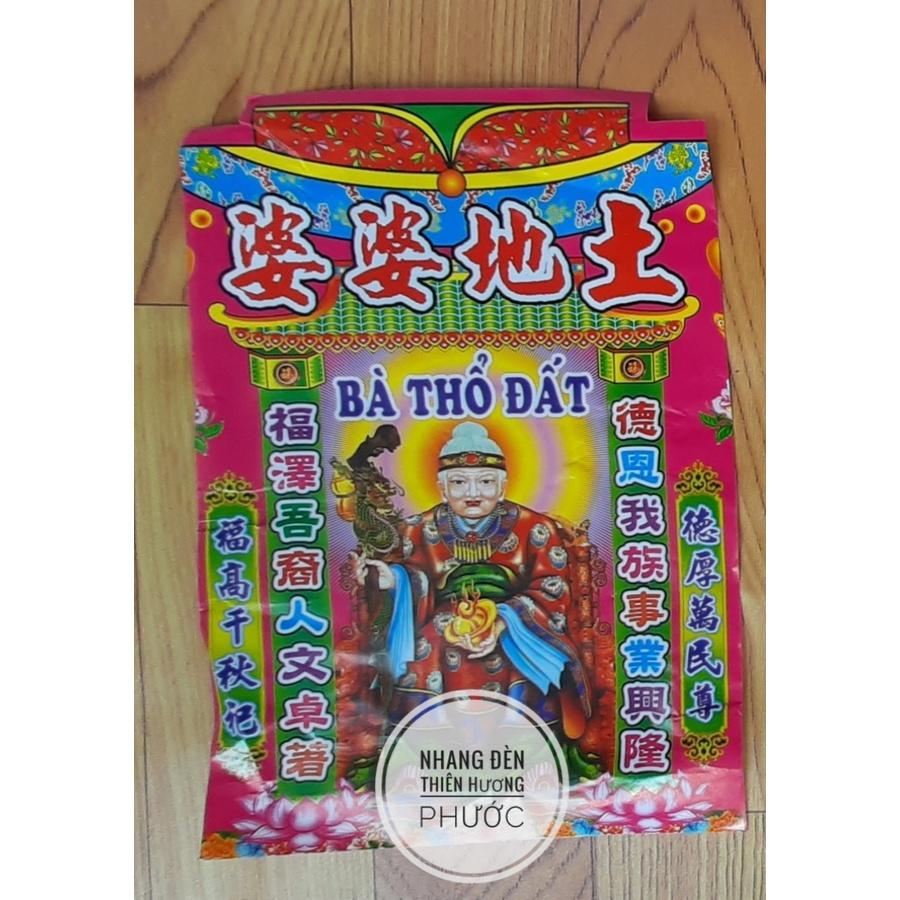 婆婆地土
BÀ THỔ ĐẤT
德厚萬民尊
德恩我族事業興隆
福澤吾裔人文卓著
福高千秋祀
NHANG ĐÈN
THIÊN HƯƠNG
PHƯỚC